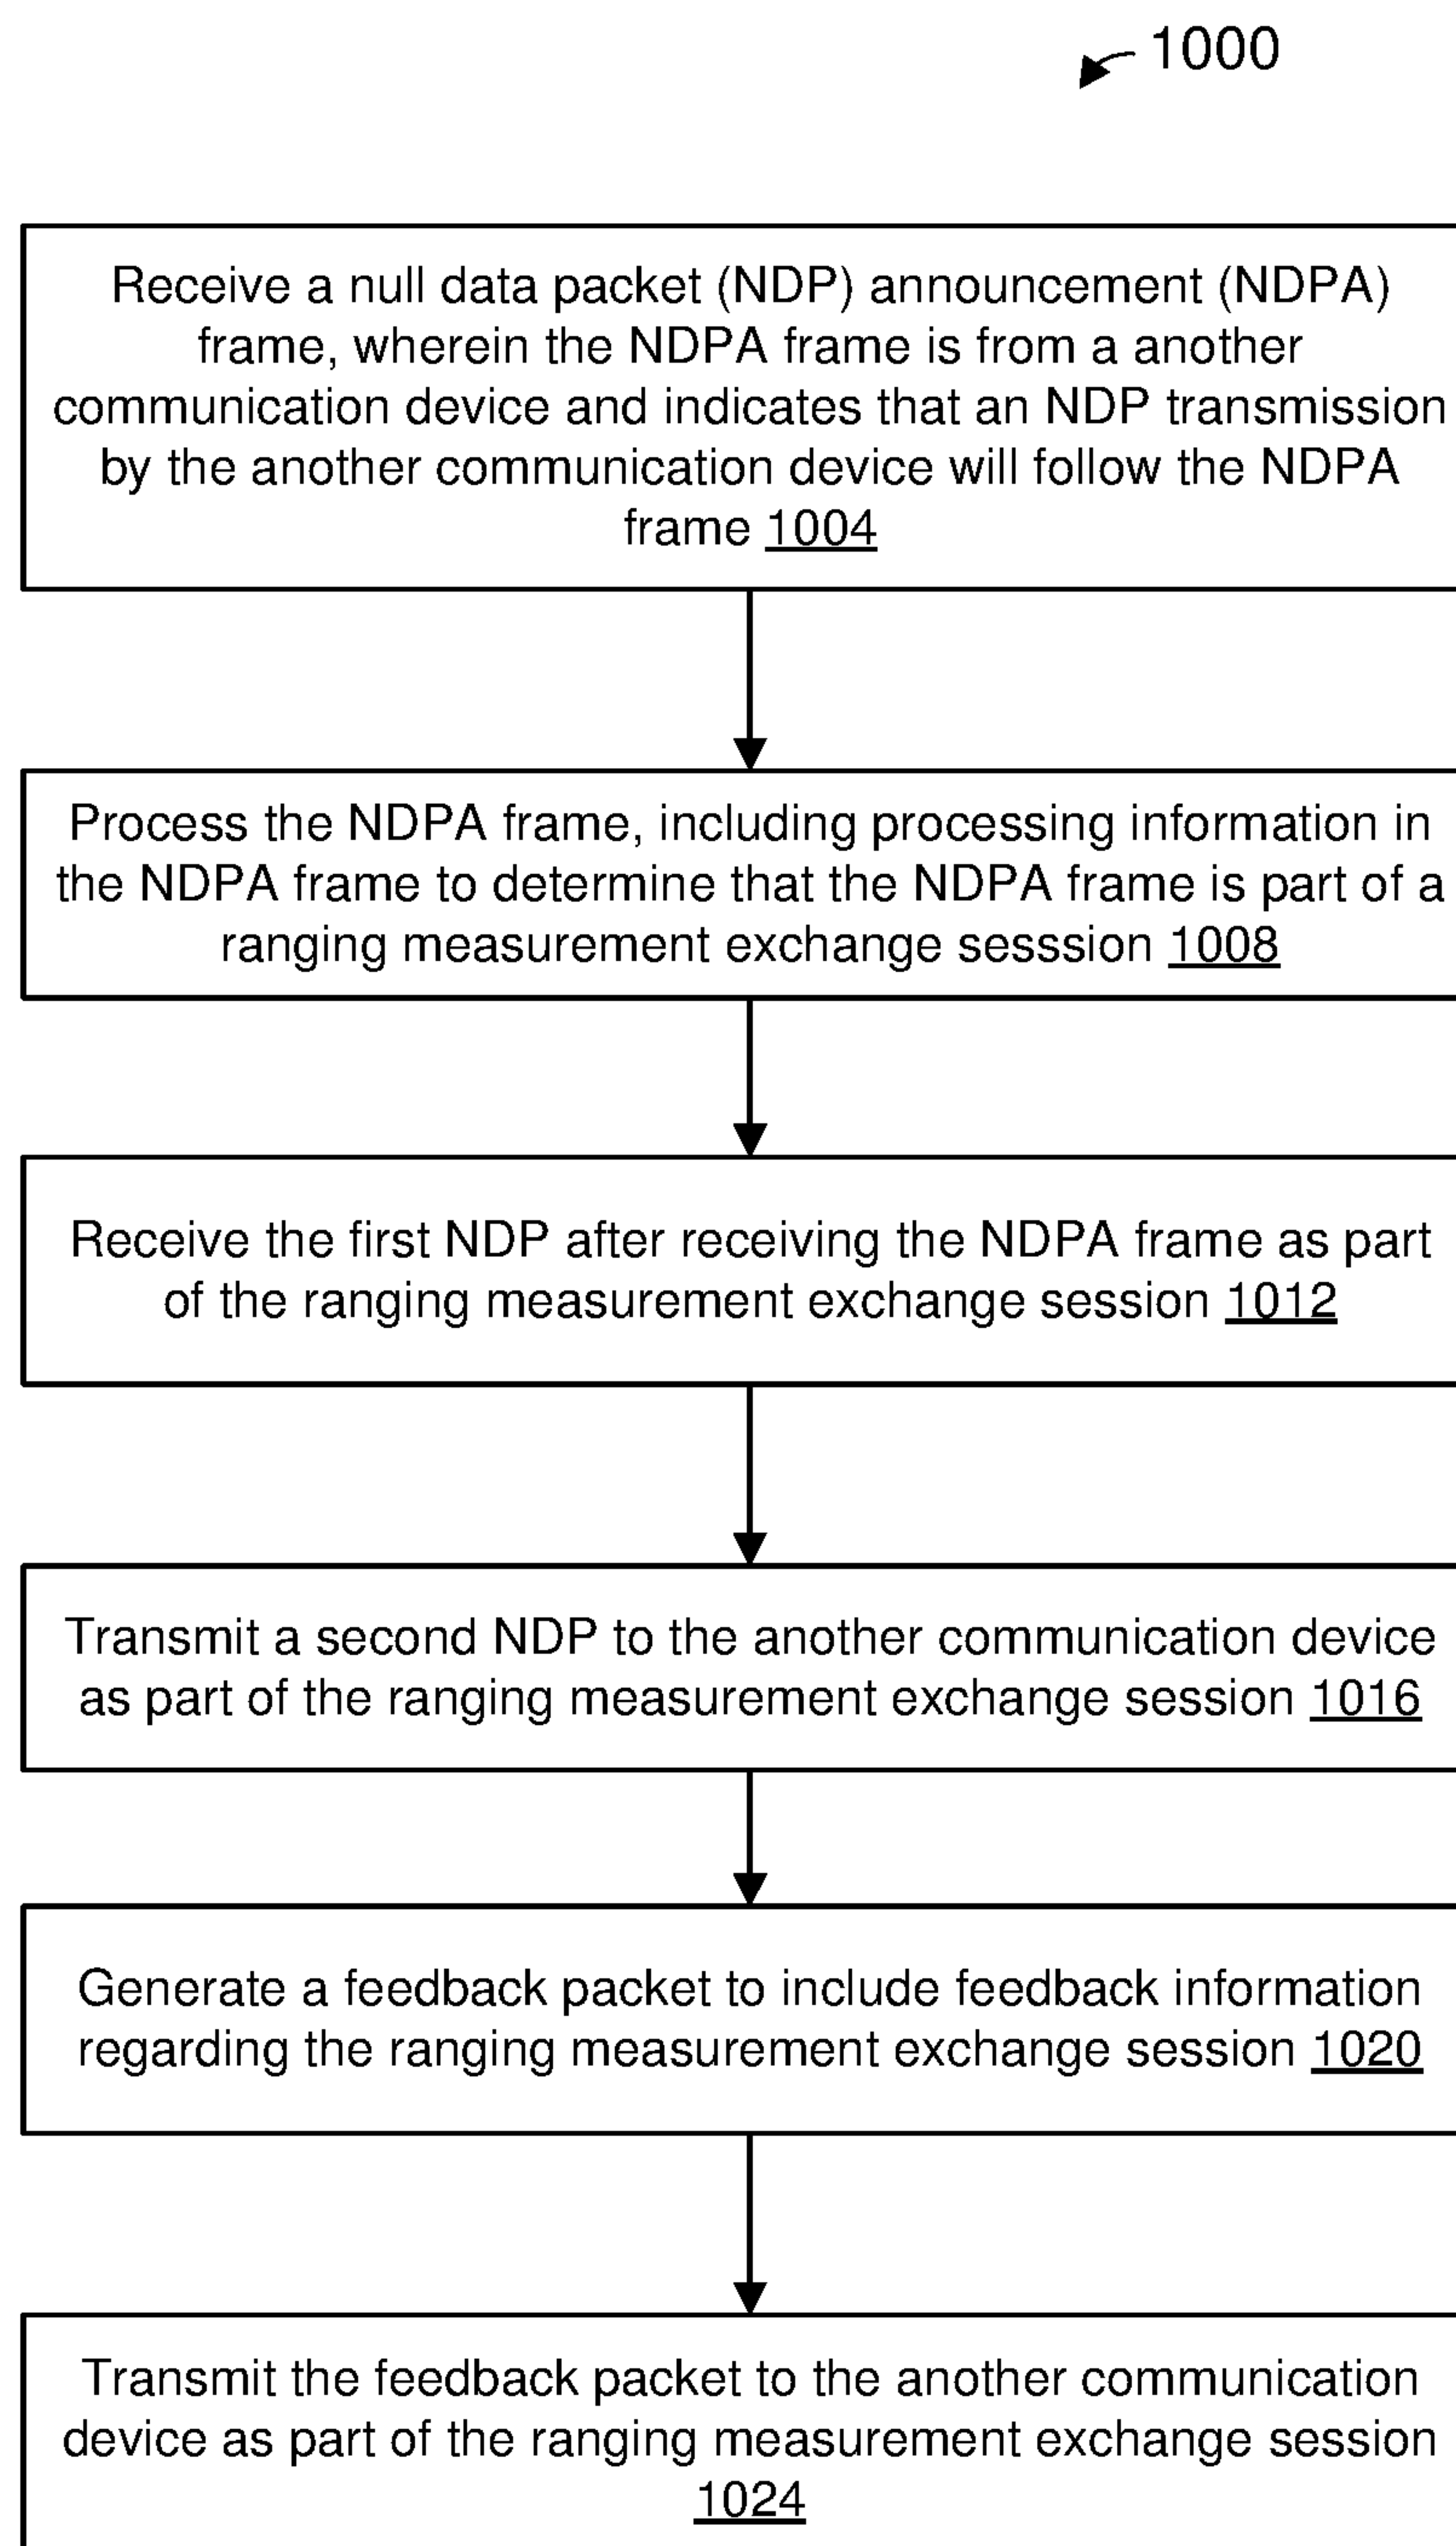 1000
Receive a null data packet (NDP) announcement (NDPA)
frame, wherein the NDPA frame is from a another
communication device and indicates that an NDP transmission
by the another communication device will follow the NDPA
frame 1004
Process the NDPA frame, including processing information in
the NDPA frame to determine that the NDPA frame is part of a
ranging measurement exchange sesssion 1008
Receive the first NDP after receiving the NDPA frame as part
of the ranging measurement exchange session 1012
Transmit a second NDP to the another communication device
as part of the ranging measurement exchange session 1016
Generate a feedback packet to include feedback information
regarding the ranging measurement exchange session 1020
Transmit the feedback packet to the another communication
device as part of the ranging measurement exchange session
1024